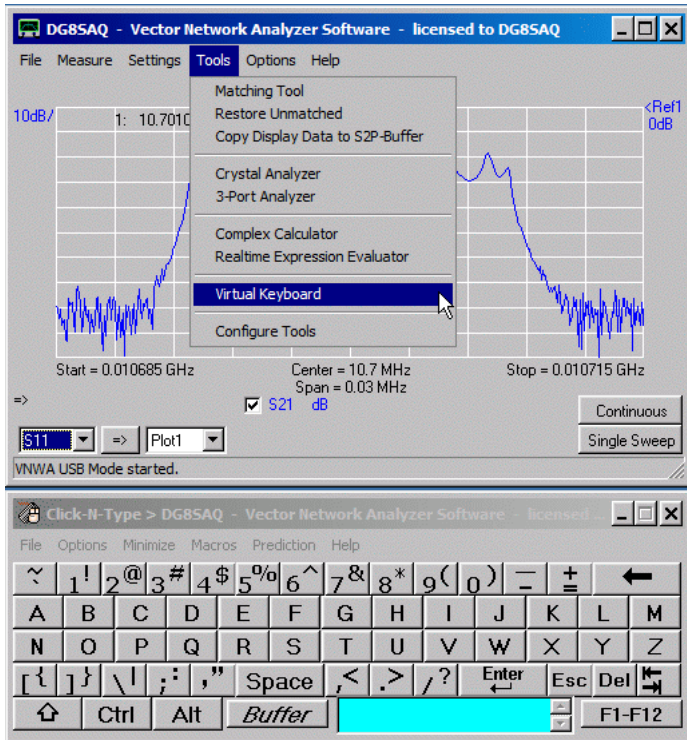 DG8SAQ - Vector Network Analyzer Software - licensed to DG8SAQ
File Measure Settings Tools Options Help
Matching Tool
Restore Unmatched
Copy Display Data to S2P-Buffer
Crystal Analyzer
3-Port Analyzer
Complex Calculator
Realtime Expression Evaluator
Virtual Keyboard
Configure Tools
10dB/
1: 10.7010
<Ref1
0dB
Start = 0.010685 GHz Center = 10.7 MHz Stop = 0.010715 GHz
Span = 0.03 MHz
=>
S21 dB
Continuous
S11 => Plot1 Single Sweep
VNWA USB Mode started.
Click-N-Type > DG8SAQ - Vector Network Analyzer Software - licensed ...
File Options Minimize Macros Prediction Help
~ ` 1 ! 2 @ 3 # 4 $ 5 % 6 ^ 7 & 8 * 9 ( 0 ) _ - + = ←
A B C D E F G H I J K L M
N O P Q R S T U V W X Y Z
[ { ] } \ | ; : ' " Space , < . > / ? Enter Esc Del
Ctrl Alt Buffer F1-F12